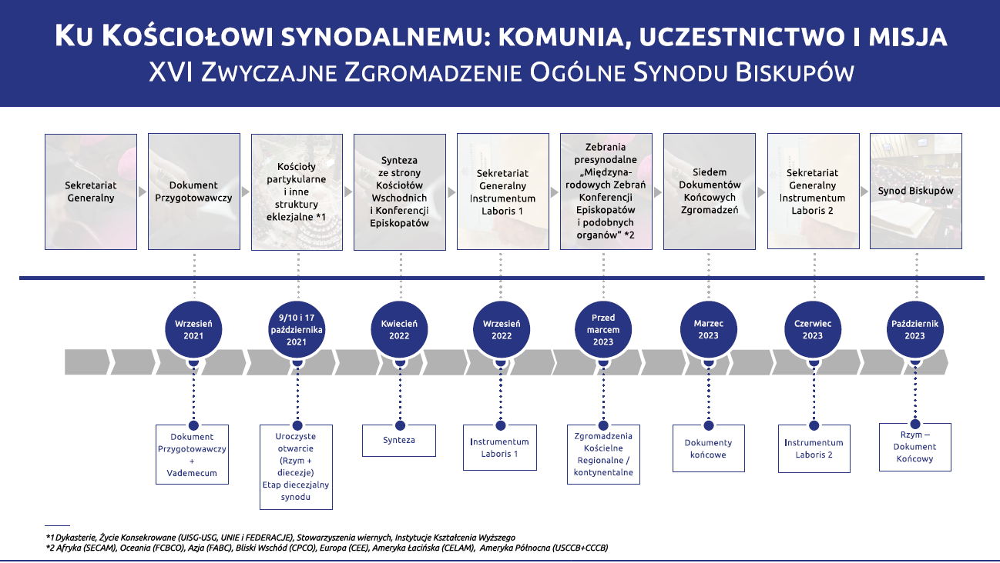 KU KOŚCIOŁOWI SYNODALNEMU: KOMUNIA, UCZESTNICTWO I MISJA
XVI ZWYCZAJNE ZGROMADZENIE OGÓLNE SYNODU BISKUPÓW
Sekretariat
Generalny
Dokument
Przygotowawczy
Kościoły
partykularne
i inne
struktury
eklezjalne *1
Synteza
ze strony
Kościołów
Wschodnich
i Konferencji
Episkopatów
Sekretariat
Generalny
Instrumentum
Laboris 1
Zebrania
presynodalne
„Międzyna-
rodowych Zebrań
Konferencji
Episkopatów
i podobnych
organów” *2
Siedem
Dokumentów
Końcowych
Zgromadzeń
Sekretariat
Generalny
Instrumentum
Laboris 2
Synod Biskupów
Wrzesień
2021
9/10 i 17
października
2021
Kwiecień
2022
Wrzesień
2022
Przed
marcem
2023
Marzec
2023
Czerwiec
2023
Październik
2023
Dokument
Przygotowawczy
+
Vademecum
Uroczyste
otwarcie
(Rzym +
diecezje)
Etap diecezjalny
synodu
Synteza
Instrumentum
Laboris 1
Zgromadzenia
Kościelne
Regionalne /
kontynentalne
Dokumenty
końcowe
Instrumentum
Laboris 2
Rzym –
Dokument
Końcowy
*1 Dykasterie, Życie Konsekrowane (UISG-USG, UNIE i FEDERACJE), Stowarzyszenia wiernych, Instytucje Kształcenia Wyższego
*2 Afryka (SECAM), Oceania (FCBCO), Azja (FABC), Bliski Wschód (CPCO), Europa (CEE), Ameryka Łacińska (CELAM), Ameryka Północna (USCCB+CCCB)